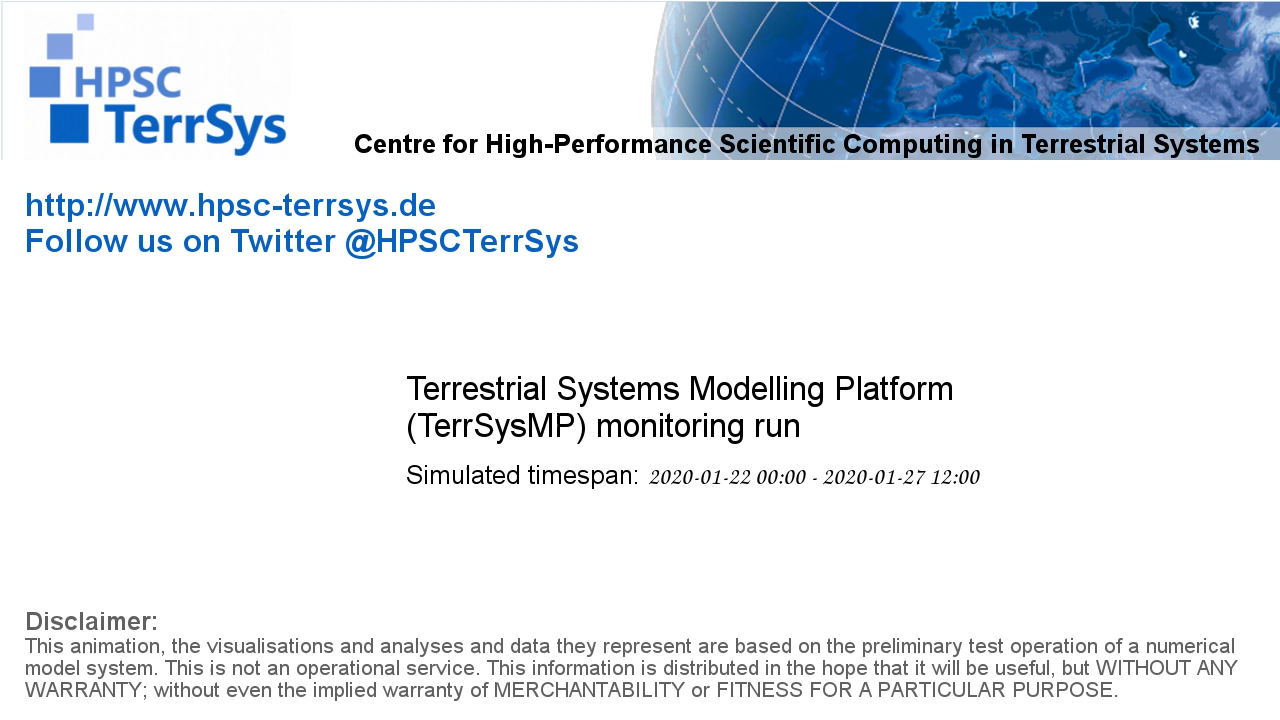 HPSC
TerrSys
Centre for High-Performance Scientific Computing in Terrestrial Systems
http://www.hpsc-terrsys.de
Follow us on Twitter @HPSCTerrSys
Terrestrial Systems Modelling Platform
(TerrSysMP) monitoring run
Simulated timespan: 2020-01-22 00:00 - 2020-01-27 12:00
Disclaimer:
This animation, the visualisations and analyses and data they represent are based on the preliminary test operation of a numerical
model system. This is not an operational service. This information is distributed in the hope that it will be useful, but WITHOUT ANY
WARRANTY; without even the implied warranty of MERCHANTABILITY or FITNESS FOR A PARTICULAR PURPOSE.